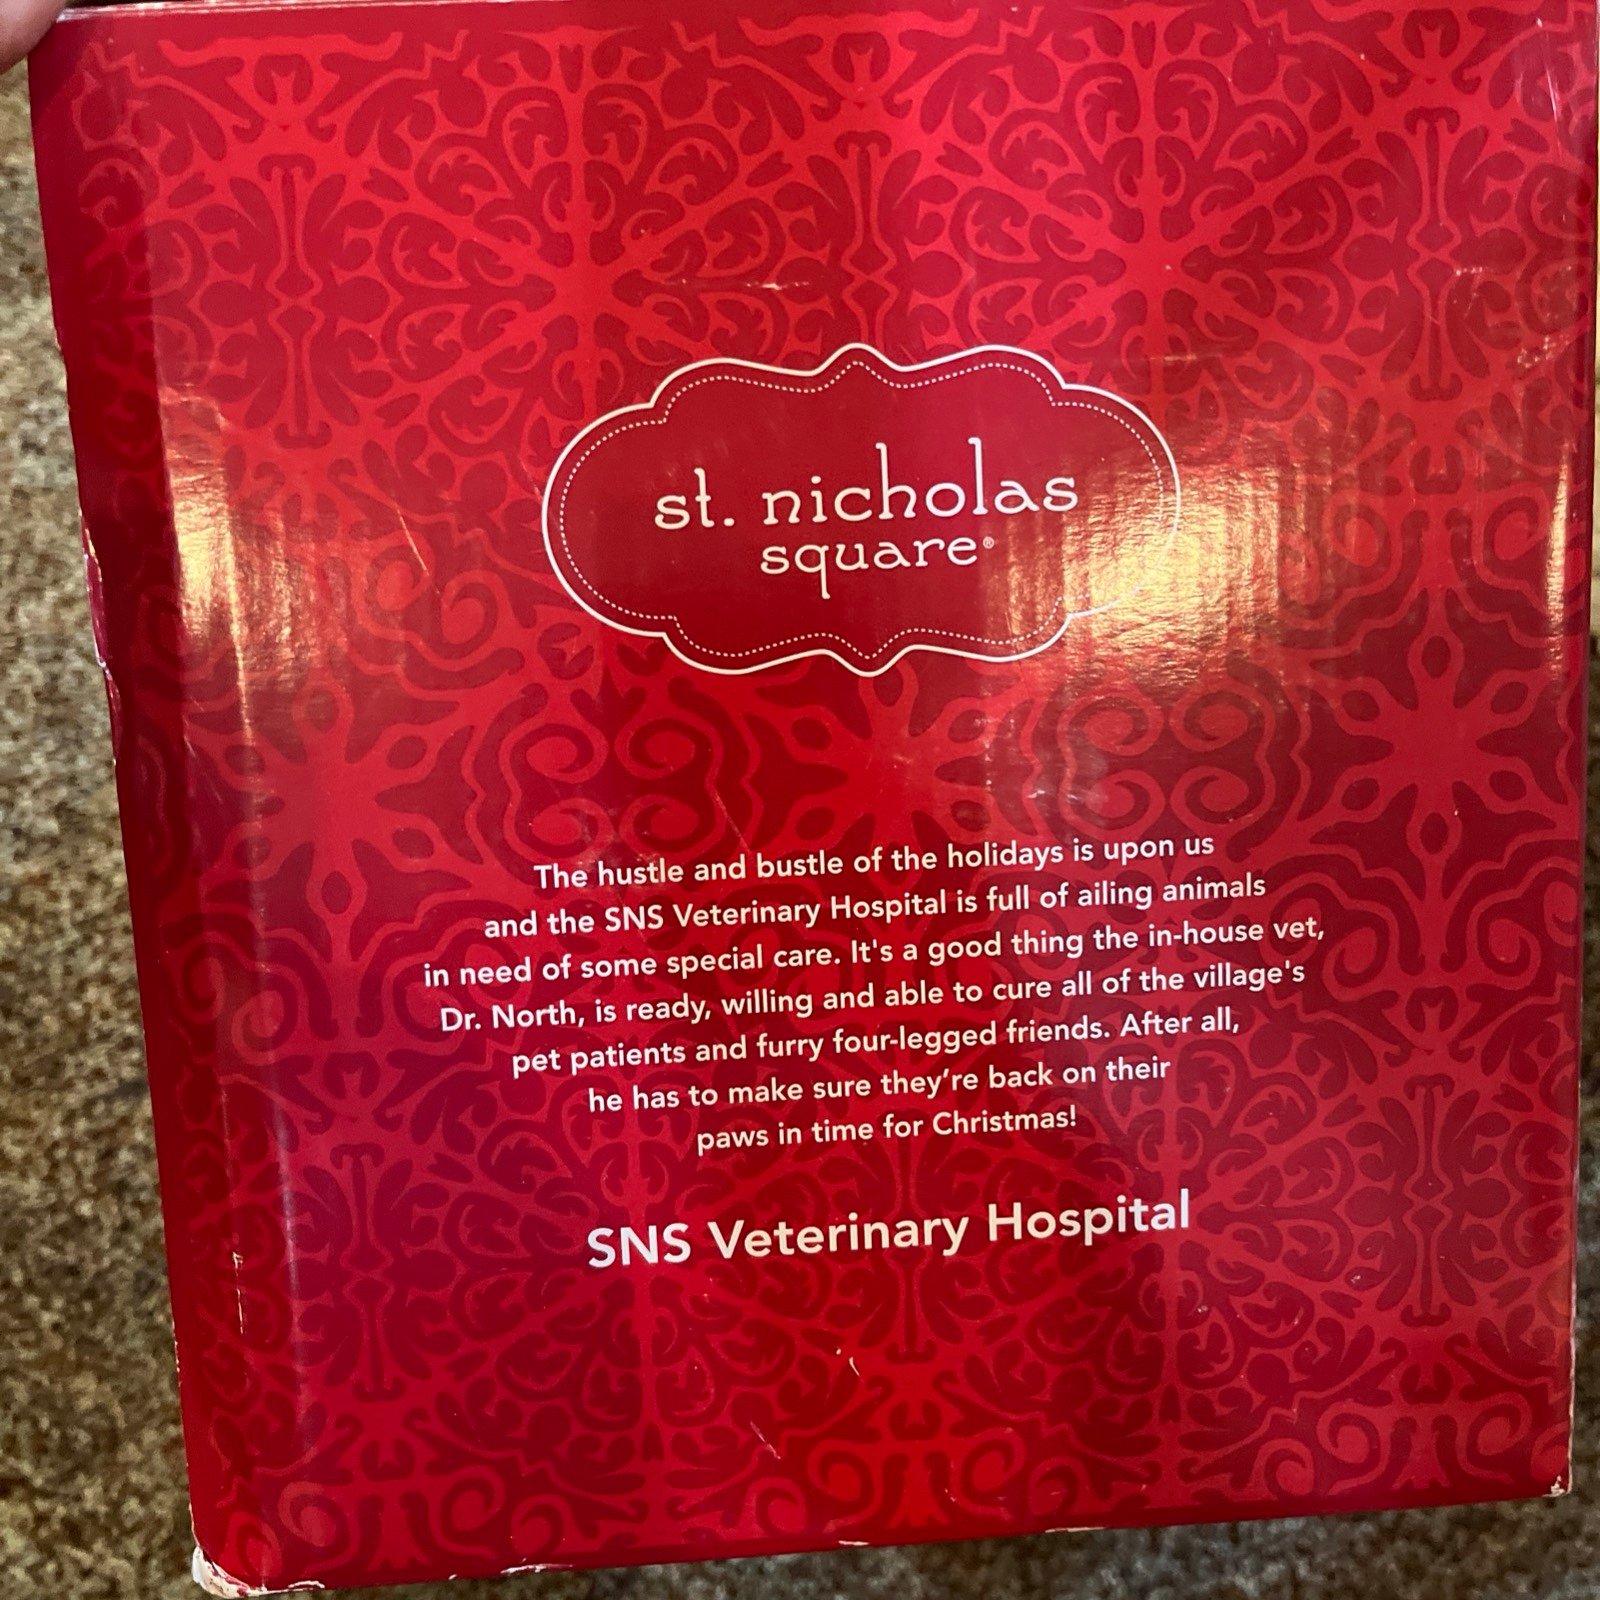 st. nicholas
square®
The hustle and bustle of the holidays is upon us
and the SNS Veterinary Hospital is full of ailing animals
in need of some special care. It's a good thing the in-house vet,
Dr. North, is ready, willing and able to cure all of the village's
pet patients and furry four-legged friends. After all,
he has to make sure they’re back on their
paws in time for Christmas!
SNS Veterinary Hospital